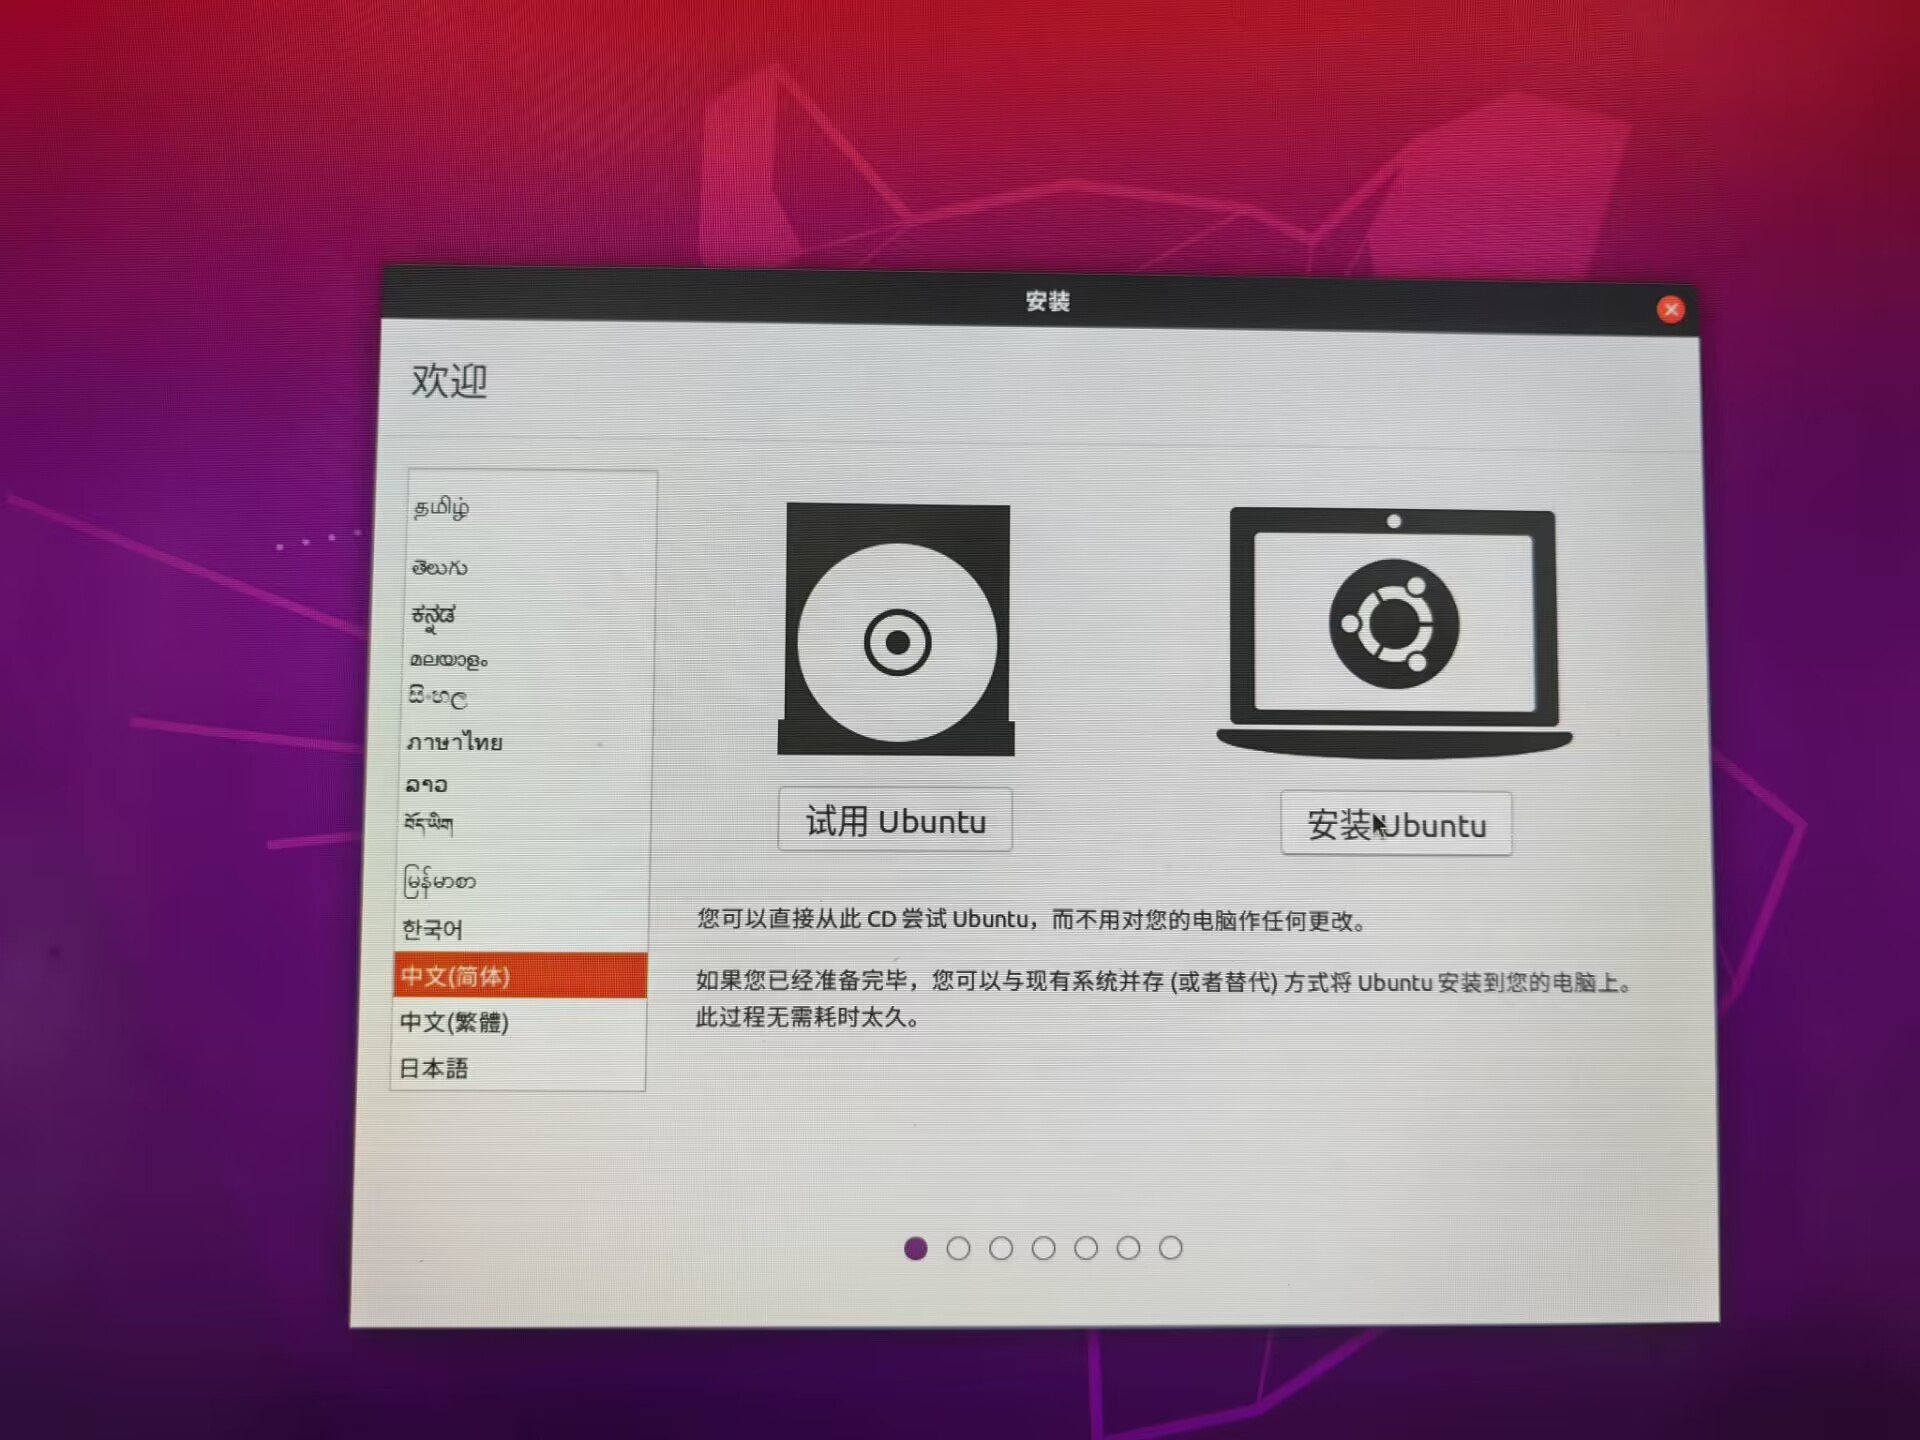 安装
欢迎
தமிழ்
తెలుగు
ಕನ್ನಡ
മലയാളം
සිංහල
ภาษาไทย
ລາວ
བོད་ཡིག
မြန်မာစာ
한국어
中文(简体)
中文(繁體)
日本語
试用 Ubuntu
安装 Ubuntu
您可以直接从此 CD 尝试 Ubuntu，而不用对您的电脑作任何更改。
如果您已经准备完毕，您可以与现有系统并存 (或者替代) 方式将 Ubuntu 安装到您的电脑上。
此过程无需耗时太久。